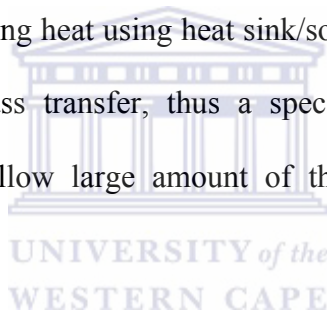 ng heat using heat sink/so
ss transfer, thus a spec
llow large amount of th
UNIVERSITY of the
WESTERN CAPE